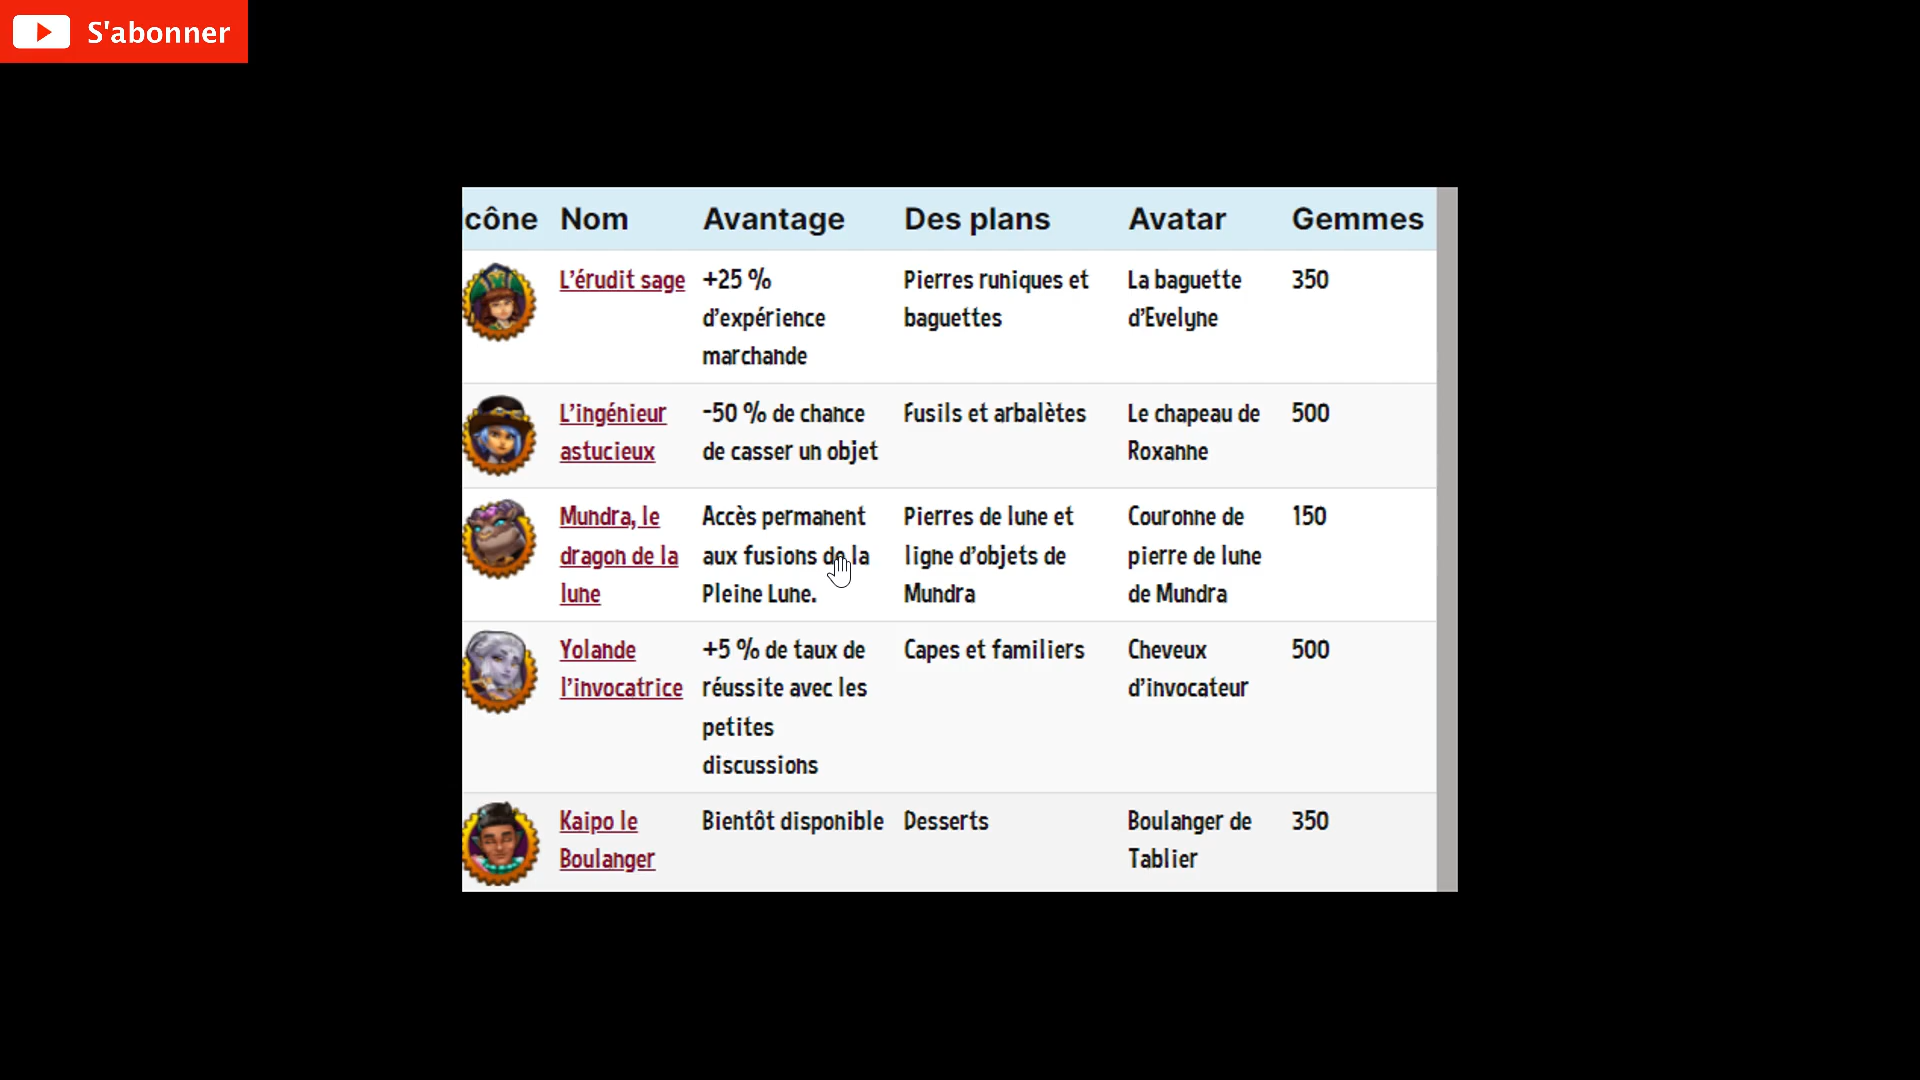 S'abonner
cône Nom Avantage Des plans Avatar Gemmes
L'érudit sage +25 % Pierres runiques et La baguette 350
d'expérience baguettes d'Evelyne
marchande
L'ingénieur -50 % de chance Fusils et arbalètes Le chapeau de 500
astucieux de casser un objet Roxanne
Mundra, le Accès permanent Pierres de lune et Couronne de 150
dragon de la aux fusions de la ligne d'objets de pierre de lune
lune Pleine Lune. Mundra de Mundra
Yolande +5 % de taux de Capes et familiers Cheveux 500
l'invocatrice réussite avec les d'invocateur
petites
discussions
Kaipo le Bientôt disponible Desserts Boulanger de 350
Boulanger Tablier